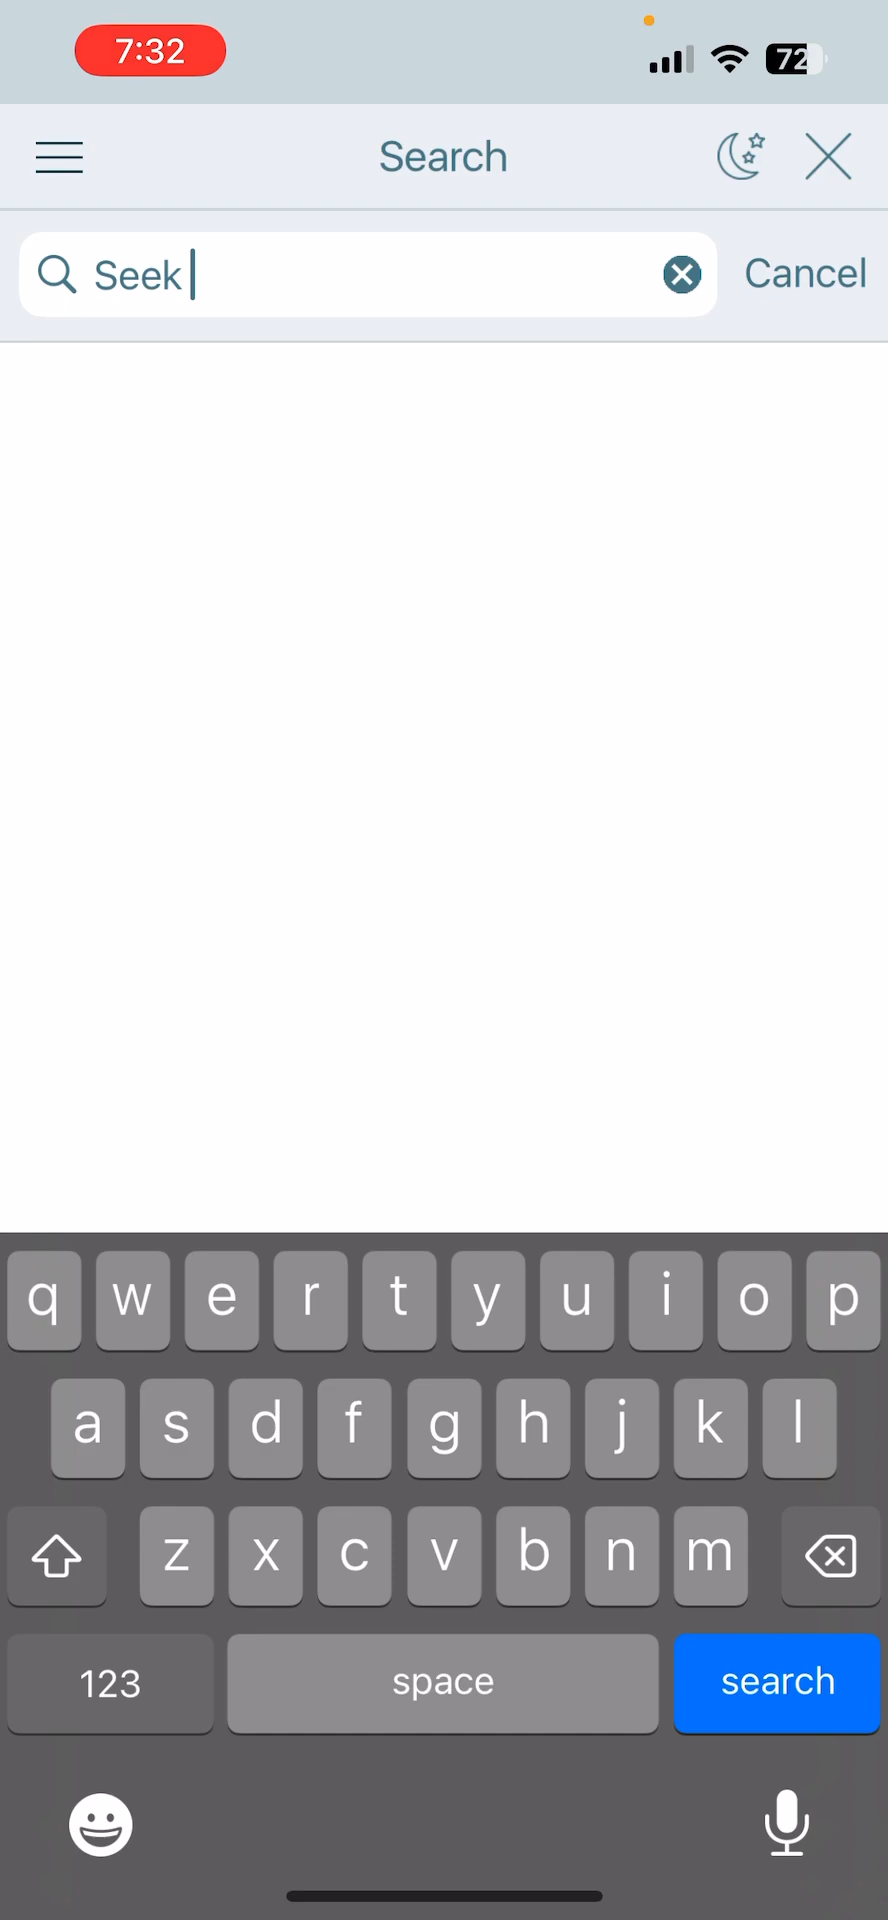 7:32
72
Search
Seek
Cancel
q w e r t y u i o p
a s d f g h j k l
z x c v b n m
123 space search